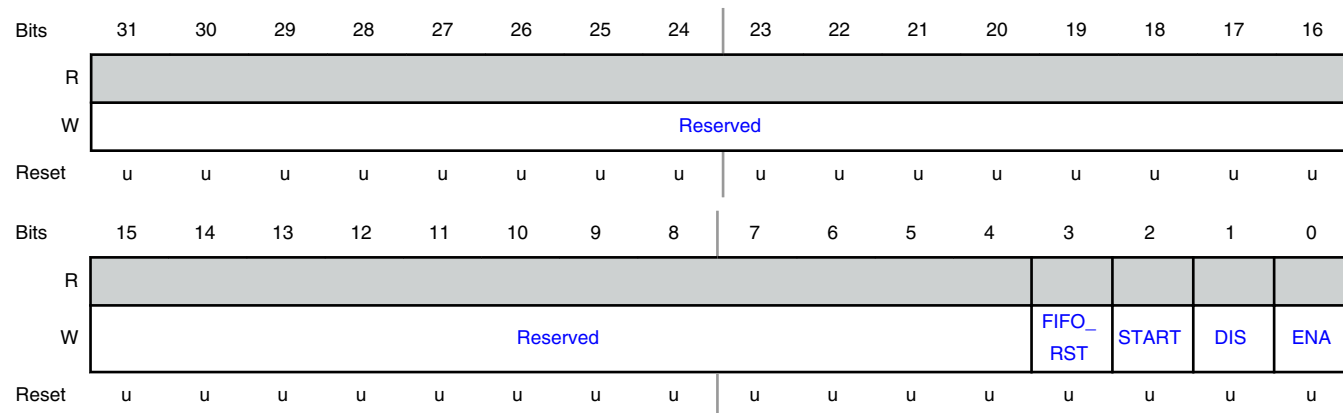 Bits 31 30 29 28 27 26 25 24 23 22 21 20 19 18 17 16
R
W Reserved
Reset u u u u u u u u u u u u u u u u
Bits 15 14 13 12 11 10 9 8 7 6 5 4 3 2 1 0
R
W Reserved FIFO_ RST START DIS ENA
Reset u u u u u u u u u u u u u u u u